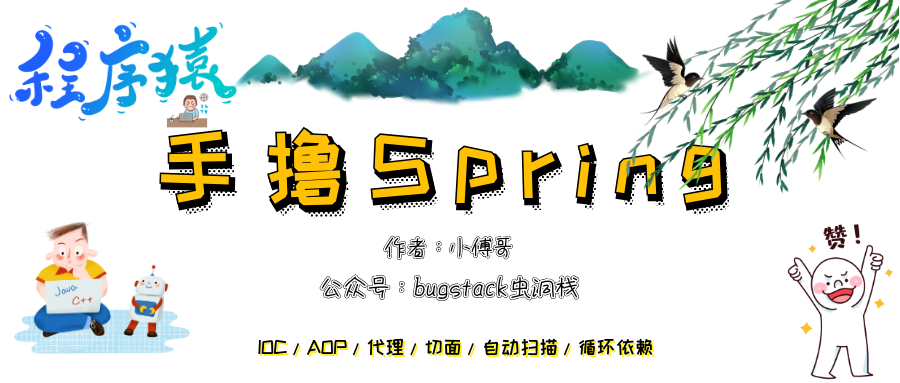 程序猿
手撸Spring
作者：小傅哥
公众号：bugstack虫洞栈
赞！
Java
C++
IOC / AOP / 代理 / 切面 / 自动扫描 / 循环依赖